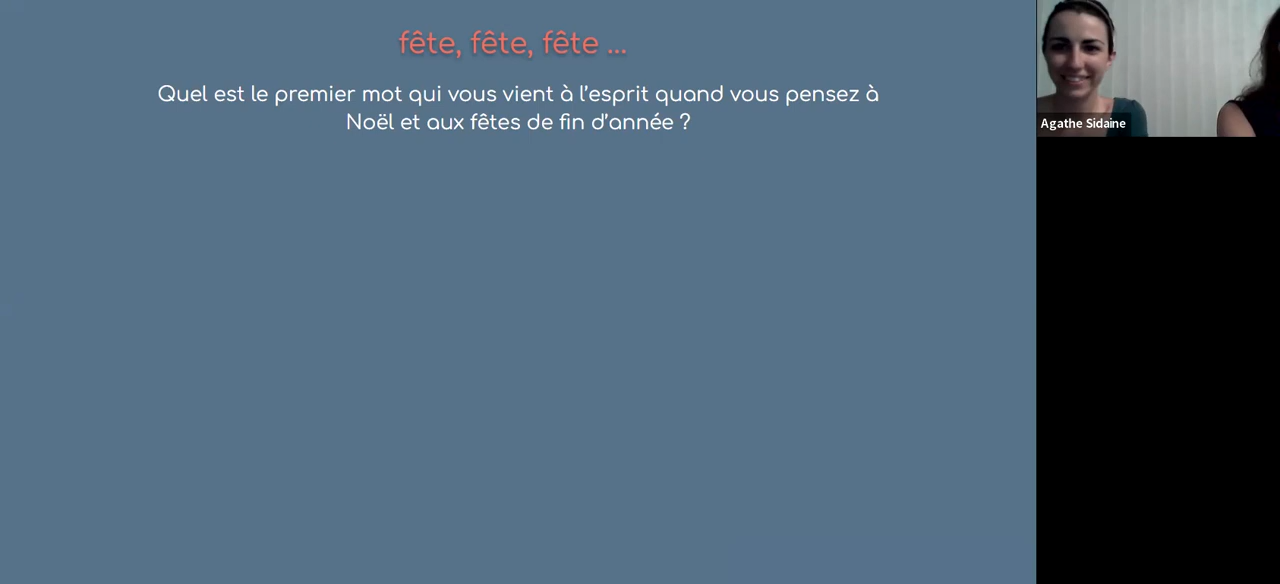 fête, fête, fête ...
Quel est le premier mot qui vous vient à l'esprit quand vous pensez à
Noël et aux fêtes de fin d'année ?
Agathe Sidaine